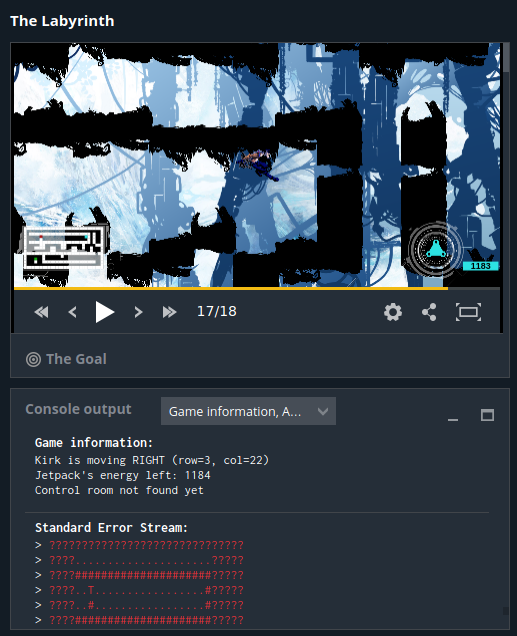 The Labyrinth
1183
17/18
The Goal
Console output
Game information, A...
Game information:
Kirk is moving RIGHT (row=3, col=22)
Jetpack's energy left: 1184
Control room not found yet
Standard Error Stream:
> ??????????????????????????????
> ????.....................?????
> ????#####################?????
> ????..T.................#?????
> ????..#.................#?????
> ????#####################?????